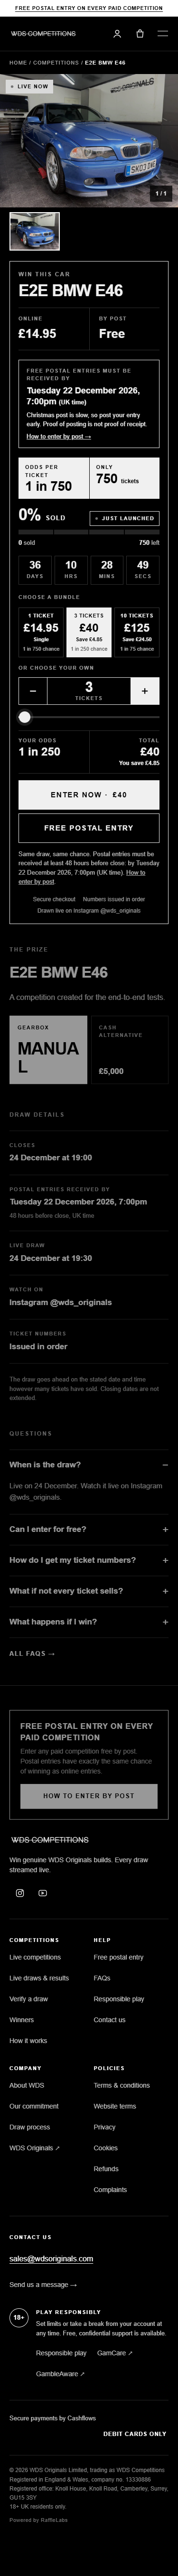 FREE POSTAL ENTRY ON EVERY PAID COMPETITION
WDS COMPETITIONS
HOME / COMPETITIONS / E2E BMW E46
LIVE NOW
SK03 DNE
1 / 1
WIN THIS CAR
E2E BMW E46
ONLINE
£14.95
BY POST
Free
FREE POSTAL ENTRIES MUST BE
RECEIVED BY
Tuesday 22 December 2026,
7:00pm (UK time)
Christmas post is slow, so post your entry
early. Proof of posting is not proof of receipt.
How to enter by post →
ODDS PER
TICKET
1 in 750
ONLY
750 tickets
0% SOLD
JUST LAUNCHED
0 sold
750 left
36
DAYS
10
HRS
28
MINS
49
SECS
CHOOSE A BUNDLE
1 TICKET
£14.95
Single
1 in 750 chance
3 TICKETS
£40
Save £4.85
1 in 250 chance
10 TICKETS
£125
Save £24.50
1 in 75 chance
OR CHOOSE YOUR OWN
−
3
TICKETS
+
YOUR ODDS
1 in 250
TOTAL
£40
You save £4.85
ENTER NOW · £40
FREE POSTAL ENTRY
Same draw, same chance. Postal entries must be
received at least 48 hours before close: by Tuesday
22 December 2026, 7:00pm (UK time). How to
enter by post.
Secure checkout
Numbers issued in order
Drawn live on Instagram @wds_originals
THE PRIZE
E2E BMW E46
A competition created for the end-to-end tests.
GEARBOX
MANUA
L
CASH
ALTERNATIVE
£5,000
DRAW DETAILS
CLOSES
24 December at 19:00
POSTAL ENTRIES RECEIVED BY
Tuesday 22 December 2026, 7:00pm
48 hours before close, UK time
LIVE DRAW
24 December at 19:30
WATCH ON
Instagram @wds_originals
TICKET NUMBERS
Issued in order
The draw goes ahead on the stated date and time
however many tickets have sold. Closing dates are not
extended.
QUESTIONS
When is the draw?
−
Live on 24 December. Watch it live on Instagram
@wds_originals.
Can I enter for free?
+
How do I get my ticket numbers?
+
What if not every ticket sells?
+
What happens if I win?
+
ALL FAQS →
FREE POSTAL ENTRY ON EVERY
PAID COMPETITION
Enter any paid competition free by post.
Postal entries have exactly the same chance
of winning as online entries.
HOW TO ENTER BY POST
WDS COMPETITIONS
Win genuine WDS Originals builds. Every draw
streamed live.
COMPETITIONS
Live competitions
Live draws & results
Verify a draw
Winners
How it works
HELP
Free postal entry
FAQs
Responsible play
Contact us
COMPANY
About WDS
Our commitment
Draw process
WDS Originals ↗
POLICIES
Terms & conditions
Website terms
Privacy
Cookies
Refunds
Complaints
CONTACT US
sales@wdsoriginals.com
Send us a message →
18+
PLAY RESPONSIBLY
Set limits or take a break from your account at
any time. Free, confidential support is available.
Responsible play
GamCare ↗
GambleAware ↗
Secure payments by Cashflows
DEBIT CARDS ONLY
© 2026 WDS Originals Limited, trading as WDS Competitions
Registered in England & Wales, company no. 13330886
Registered office: Knoll House, Knoll Road, Camberley, Surrey,
GU15 3SY
18+ UK residents only.
Powered by RaffleLabs